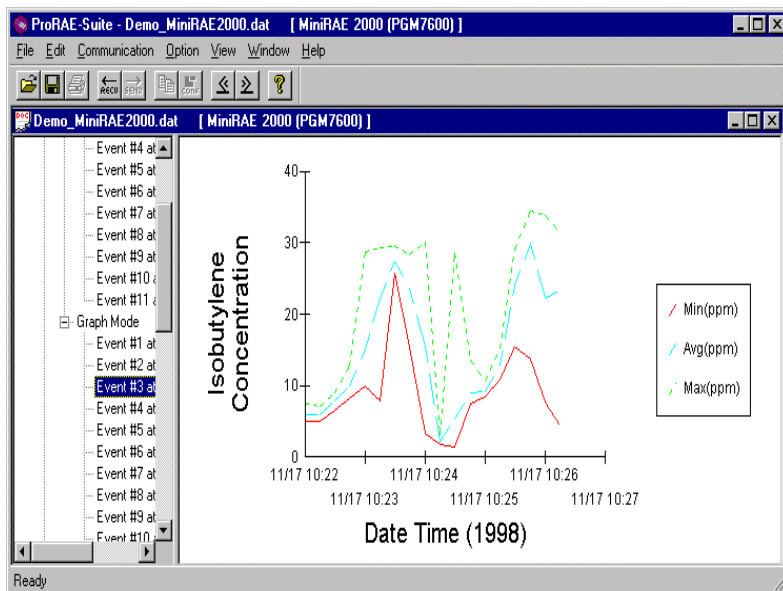 ProRAE-Suite - Demo_MiniRAE2000.dat [ MiniRAE 2000 (PGM7600) ]
File Edit Communication Option View Window Help
RECV SEND CONF ?
Demo_MiniRAE2000.dat [ MiniRAE 2000 (PGM7600) ]
Event #4 at
Event #5 at
Event #6 at
Event #7 at
Event #8 at
Event #9 at
Event #10 a
Event #11 a
Graph Mode
Event #1 at
Event #2 at
Event #3 at
Event #4 at
Event #5 at
Event #6 at
Event #7 at
Event #8 at
Event #9 at
Event #10
Isobutylene
Concentration
40
30
20
10
0
11/17 10:22 11/17 10:24 11/17 10:26
11/17 10:23 11/17 10:25 11/17 10:27
Date Time (1998)
Min(ppm)
Avg(ppm)
Max(ppm)
Ready